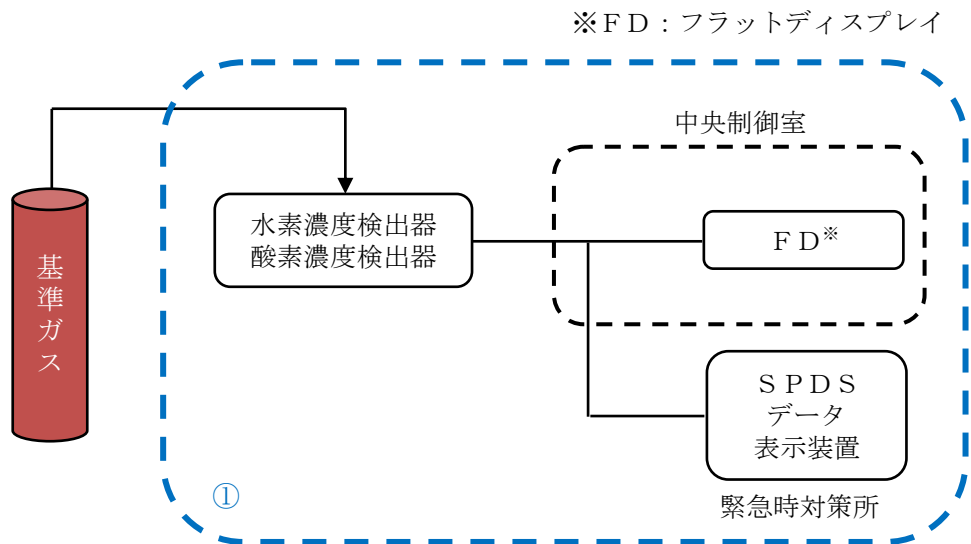 ※ＦＤ：フラットディスプレイ
中央制御室
水素濃度検出器
酸素濃度検出器
ＦＤ※
基準ガス
ＳＰＤＳ
データ
表示装置
①
緊急時対策所